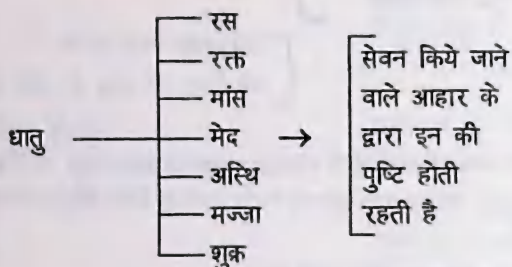 धातु
रस
रक्त
मांस
मेद
अस्थि
मज्जा
शुक्र
सेवन किये जाने
वाले आहार के
द्वारा इन की
पुष्टि होती
रहती है